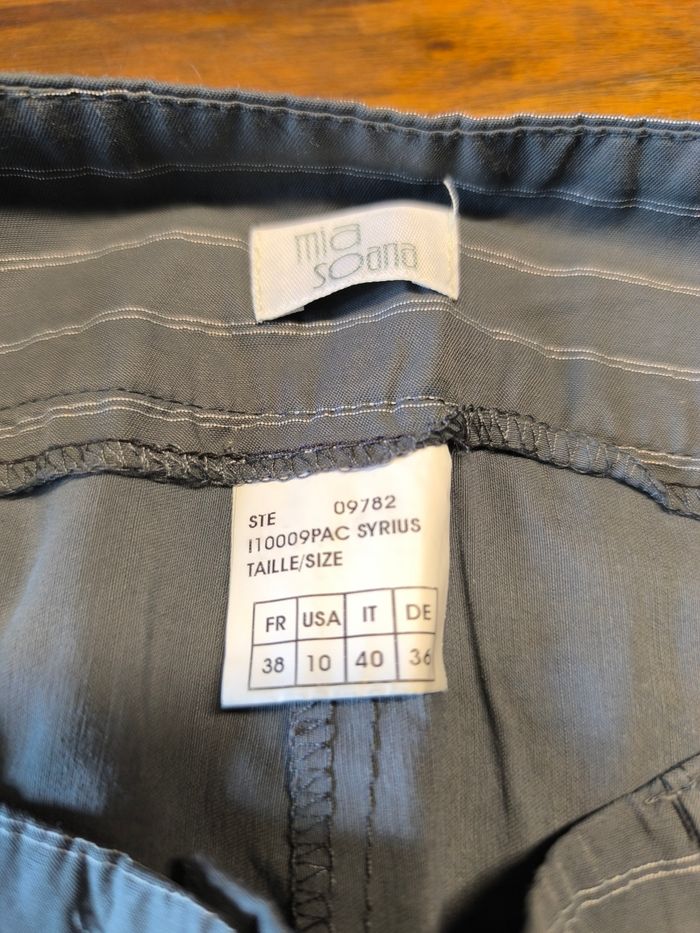 mia
soana
STE 09782
I10009PAC SYRIUS
TAILLE/SIZE
FR USA IT DE
38 10 40 36